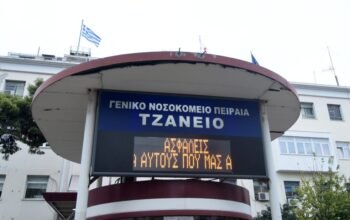 ΓΕΝΙΚΟ ΝΟΣΟΚΟΜΕΙΟ ΠΕΙΡΑΙΑ
ΤΖΑΝΕΙΟ
ΑΣΦΑΛΕΙΣ
Α ΑΥΤΟΥΣ ΠΟΥ ΜΑΣ Α